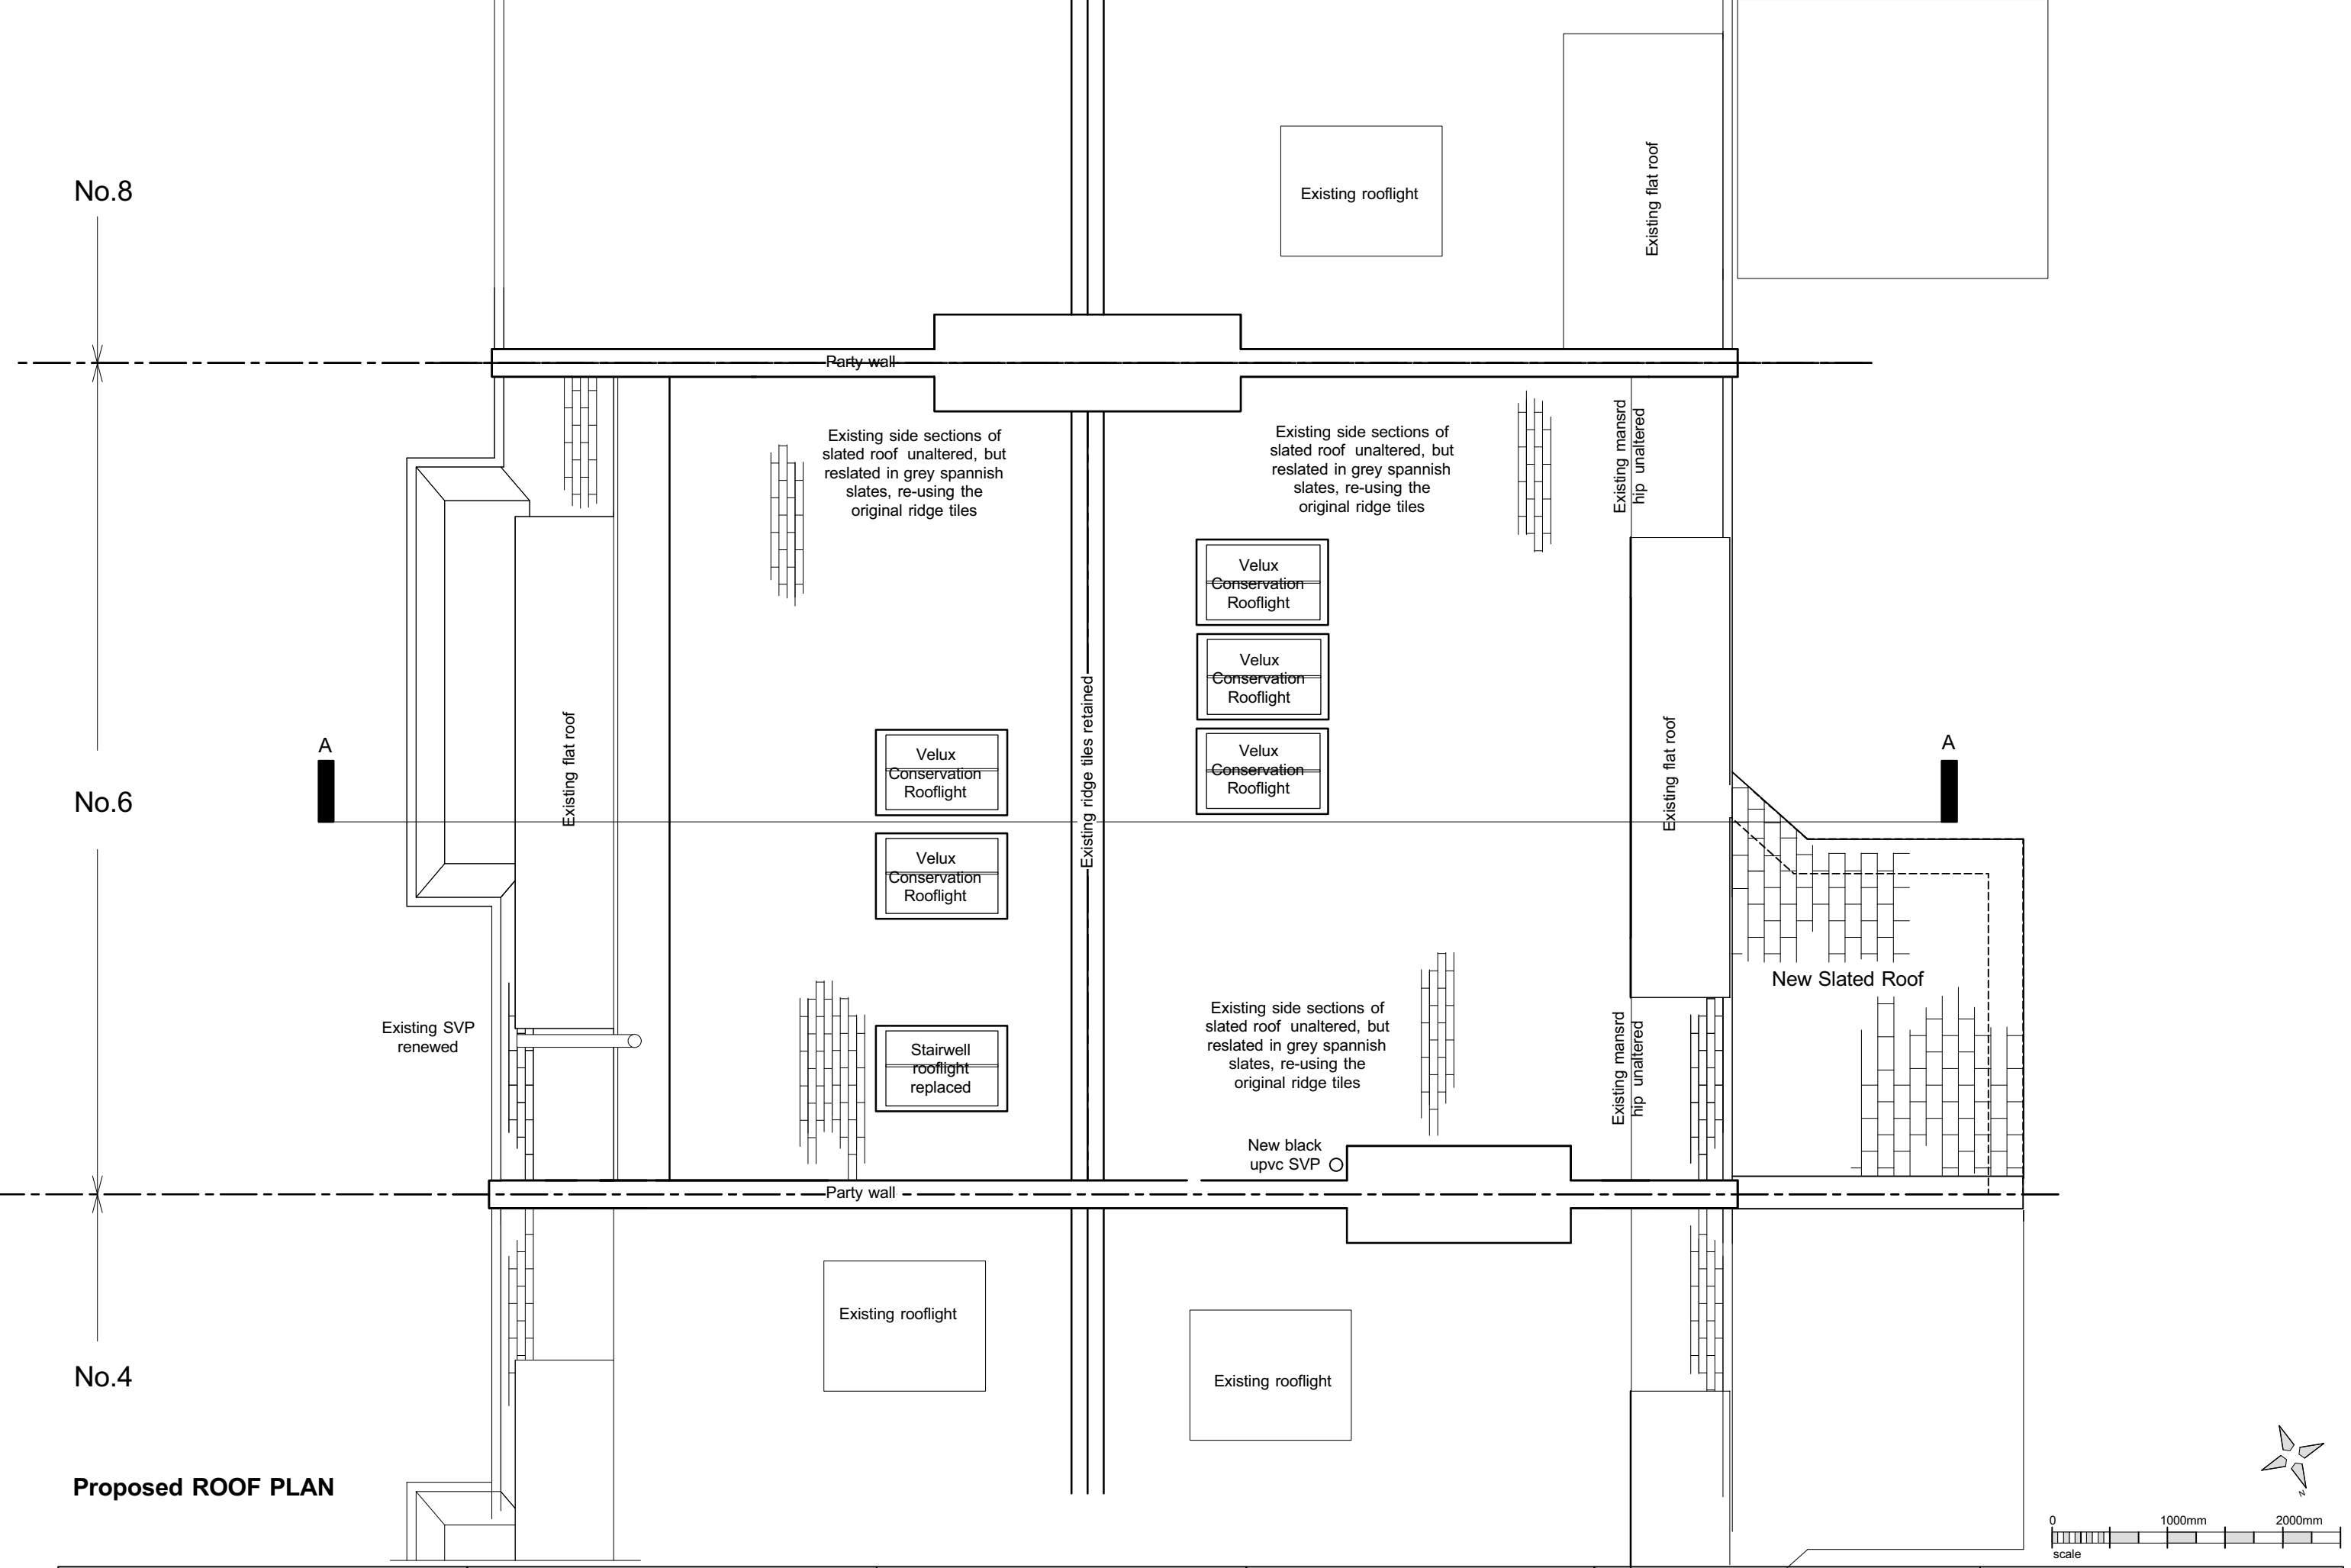 No.8
Existing rooflight
Existing flat roof
Party wall
Existing side sections of
slated roof unaltered, but
reslated in grey spannish
slates, re-using the
original ridge tiles
Existing side sections of
slated roof unaltered, but
reslated in grey spannish
slates, re-using the
original ridge tiles
Existing mansrd
hip unaltered
Velux
Conservation
Rooflight
Velux
Conservation
Rooflight
Velux
Conservation
Rooflight
Velux
Conservation
Rooflight
Velux
Conservation
Rooflight
Existing ridge tiles retained
Existing flat roof
Existing flat roof
A
A
No.6
New Slated Roof
Existing SVP
renewed
Stairwell
rooflight
replaced
Existing side sections of
slated roof unaltered, but
reslated in grey spannish
slates, re-using the
original ridge tiles
Existing mansrd
hip unaltered
New black
upvc SVP
Party wall
Existing rooflight
Existing rooflight
No.4
Proposed ROOF PLAN
N
0 1000mm 2000mm
scale